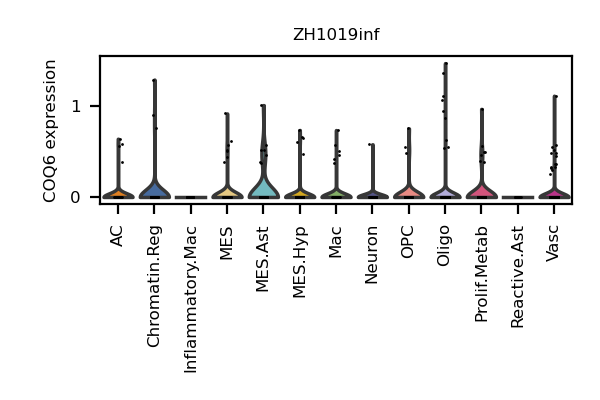 ZH1019inf
COQ6 expression
1
0
AC
Chromatin.Reg
Inflammatory.Mac
MES
MES.Ast
MES.Hyp
Mac
Neuron
OPC
Oligo
Prolif.Metab
Reactive.Ast
Vasc